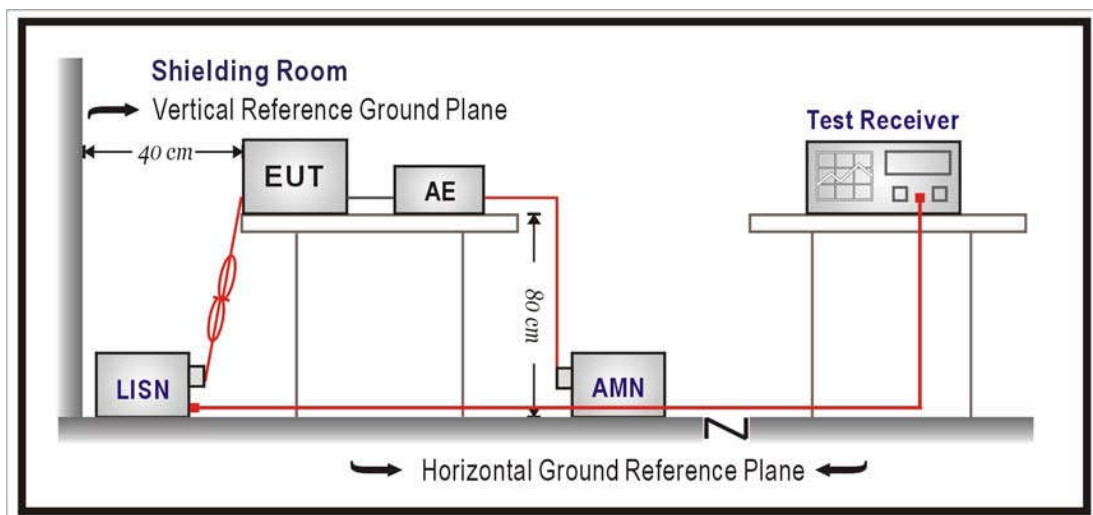 Shielding Room
Vertical Reference Ground Plane
Test Receiver
40 cm
EUT
AE
80 cm
LISN
AMN
Horizontal Ground Reference Plane